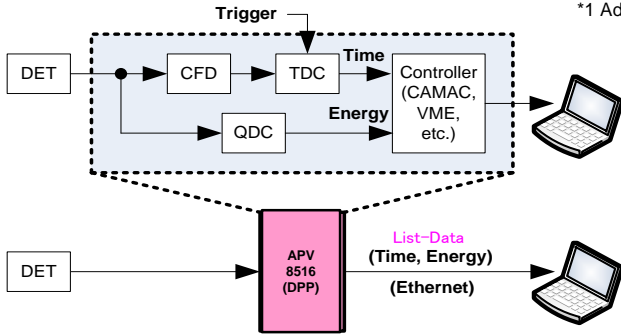 *1 Ad
Trigger
DET
CFD
TDC
Time
Controller
(CAMAC,
VME,
etc.)
QDC
Energy
DET
APV
8516
(DPP)
List-Data
(Time, Energy)
(Ethernet)